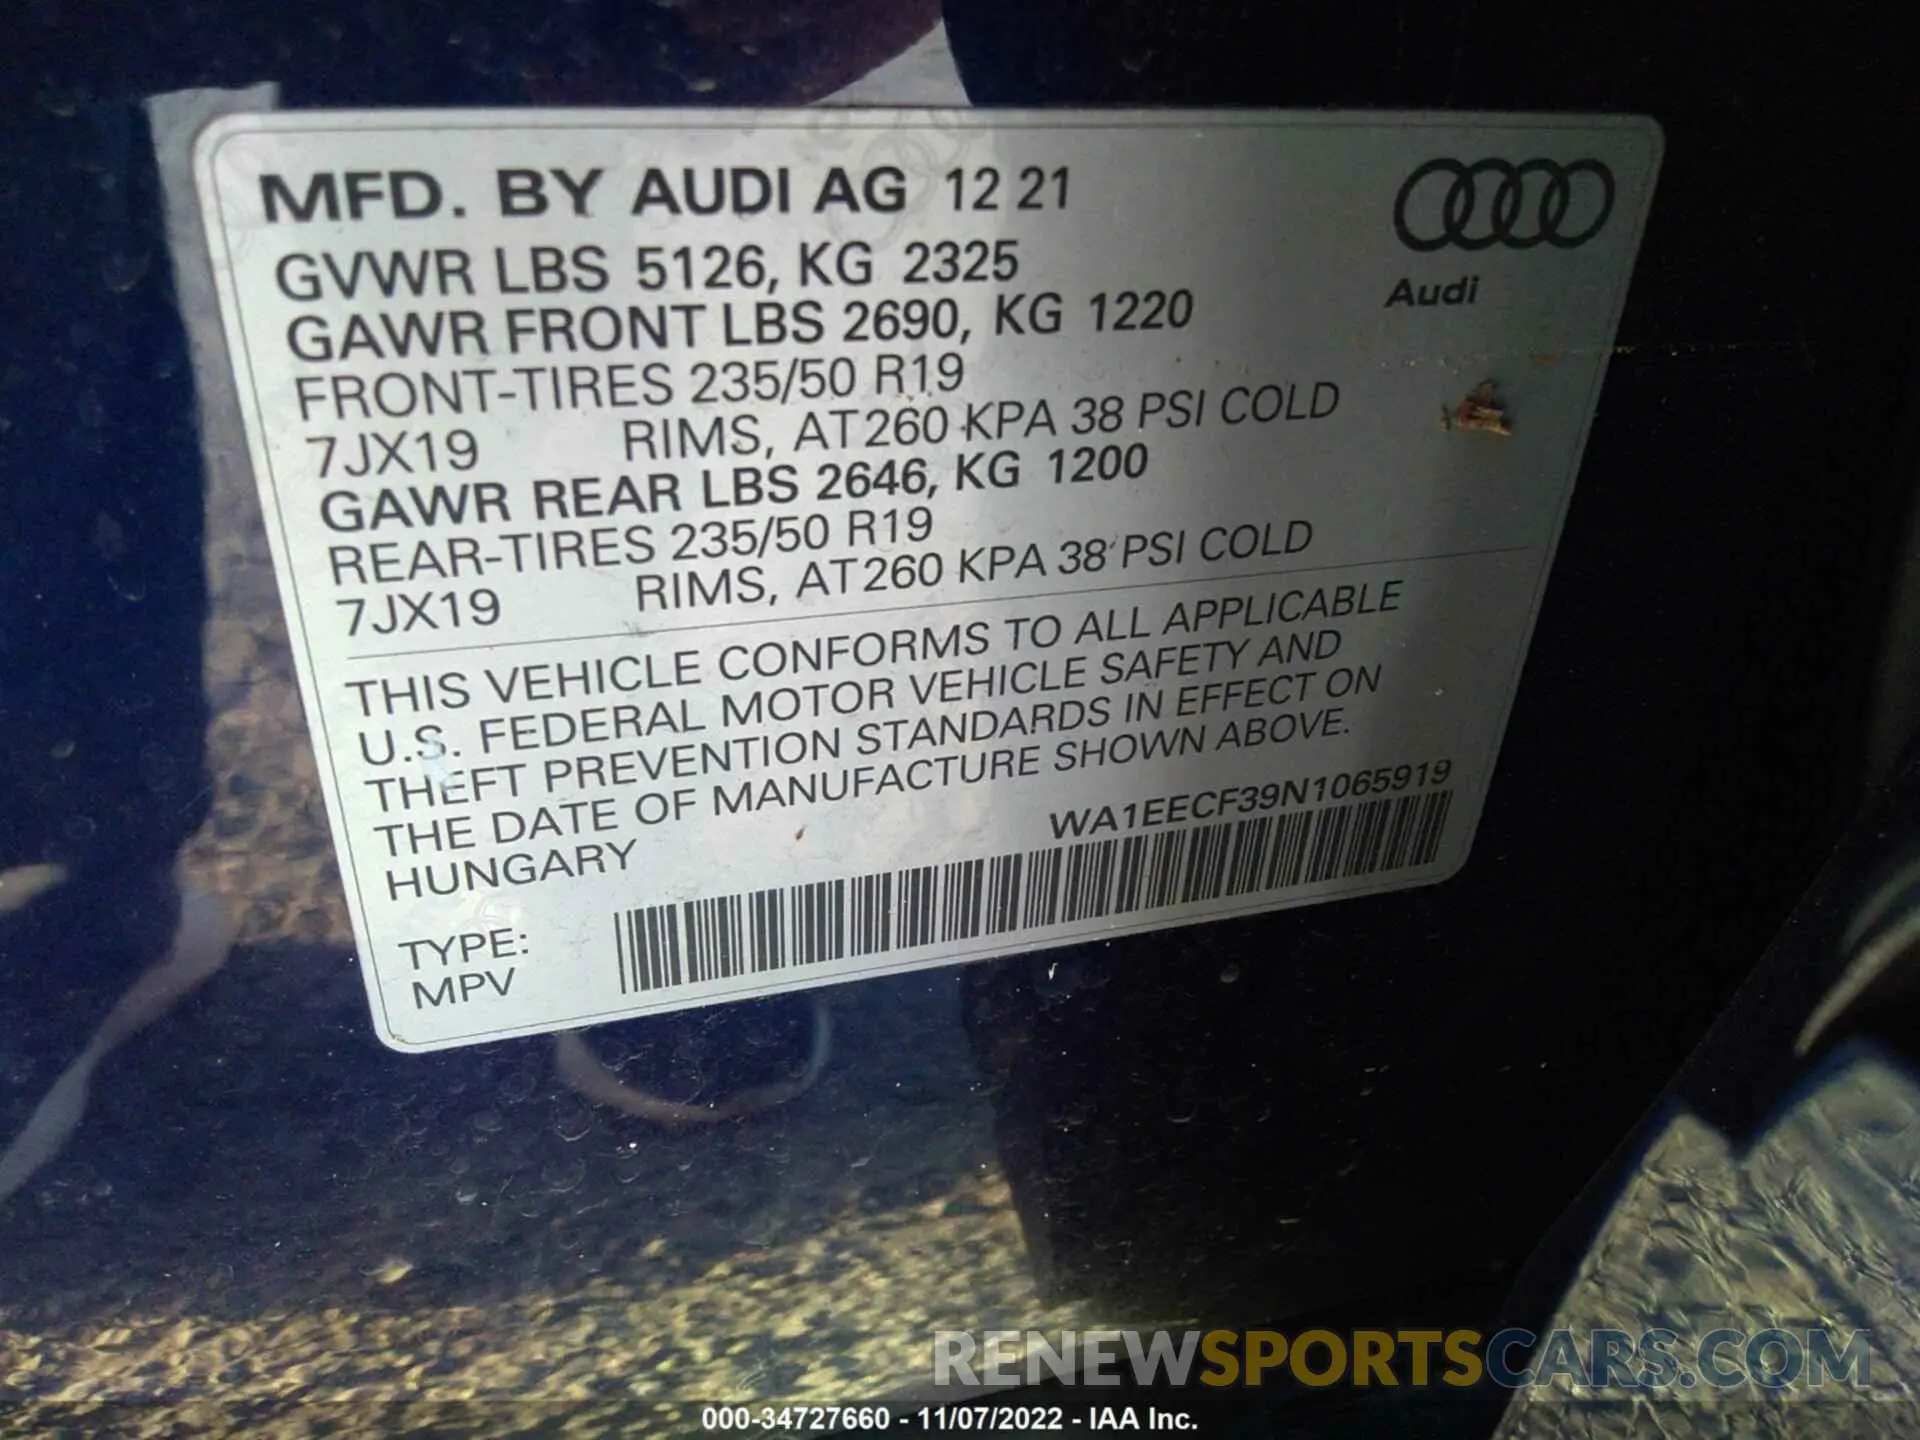 MFD. BY AUDI AG 12 21
Audi
GVWR LBS 5126, KG 2325
GAWR FRONT LBS 2690, KG 1220
FRONT-TIRES 235/50 R19
7JX19 RIMS, AT260 KPA 38 PSI COLD
GAWR REAR LBS 2646, KG 1200
REAR-TIRES 235/50 R19
7JX19 RIMS, AT260 KPA 38 PSI COLD
THIS VEHICLE CONFORMS TO ALL APPLICABLE
U.S. FEDERAL MOTOR VEHICLE SAFETY AND
THEFT PREVENTION STANDARDS IN EFFECT ON
THE DATE OF MANUFACTURE SHOWN ABOVE.
HUNGARY
WA1EECF39N1065919
TYPE:
MPV
RENEWSPORTSCARS.COM
000-34727660 - 11/07/2022 - IAA Inc.